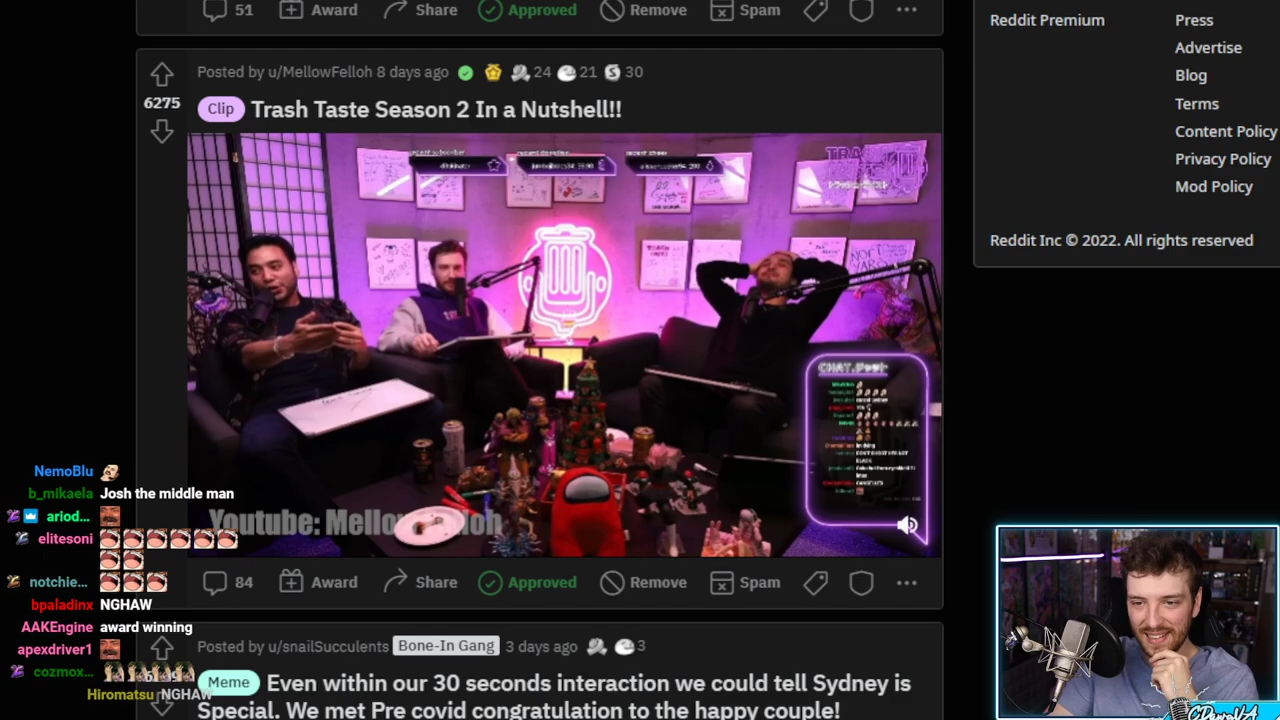 51 Award Share Approved Remove Spam
Reddit Premium
Press
Advertise
Blog
Terms
Content Policy
Privacy Policy
Mod Policy
Reddit Inc © 2022. All rights reserved
Posted by u/MellowFelloh 8 days ago 24 21 30
6275
Clip Trash Taste Season 2 In a Nutshell!!
Youtube: Mellow Felloh
84 Award Share Approved Remove Spam
Posted by u/snailSucculents Bone-In Gang 3 days ago 3
Meme Even within our 30 seconds interaction we could tell Sydney is
Special. We met Pre covid congratulation to the happy couple!
NemoBlu
b_mikaela Josh the middle man
ariod...
elitesoni
notchie...
bpaladinx NGHAW
AAKEngine award winning
apexdriver1
cozmox...
Hiromatsu NGHAW